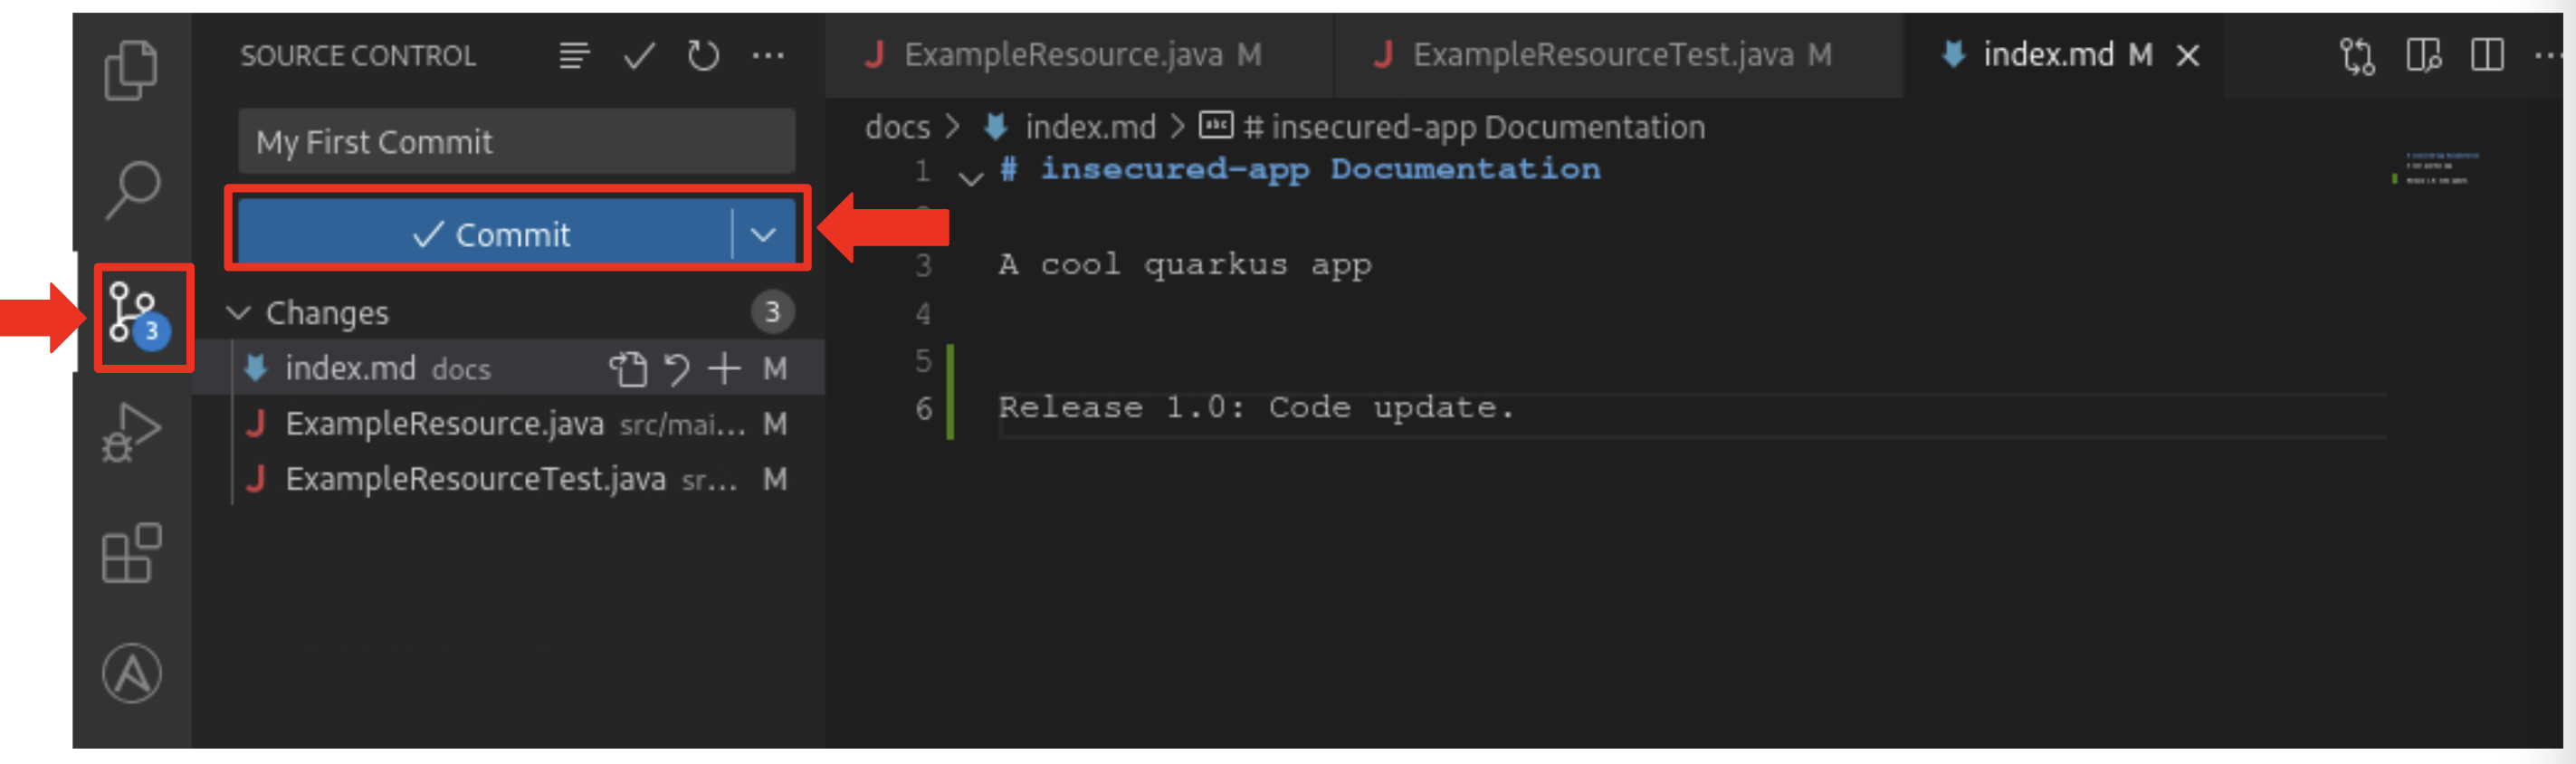 SOURCE CONTROL
My First Commit
Commit
Changes 3
index.md docs M
ExampleResource.java src/mai... M
ExampleResourceTest.java sr... M
3
ExampleResource.java M
ExampleResourceTest.java M
index.md M
docs > index.md > abc # insecured-app Documentation
1 # insecured-app Documentation
3 A cool quarkus app
4
5
6 Release 1.0: Code update.